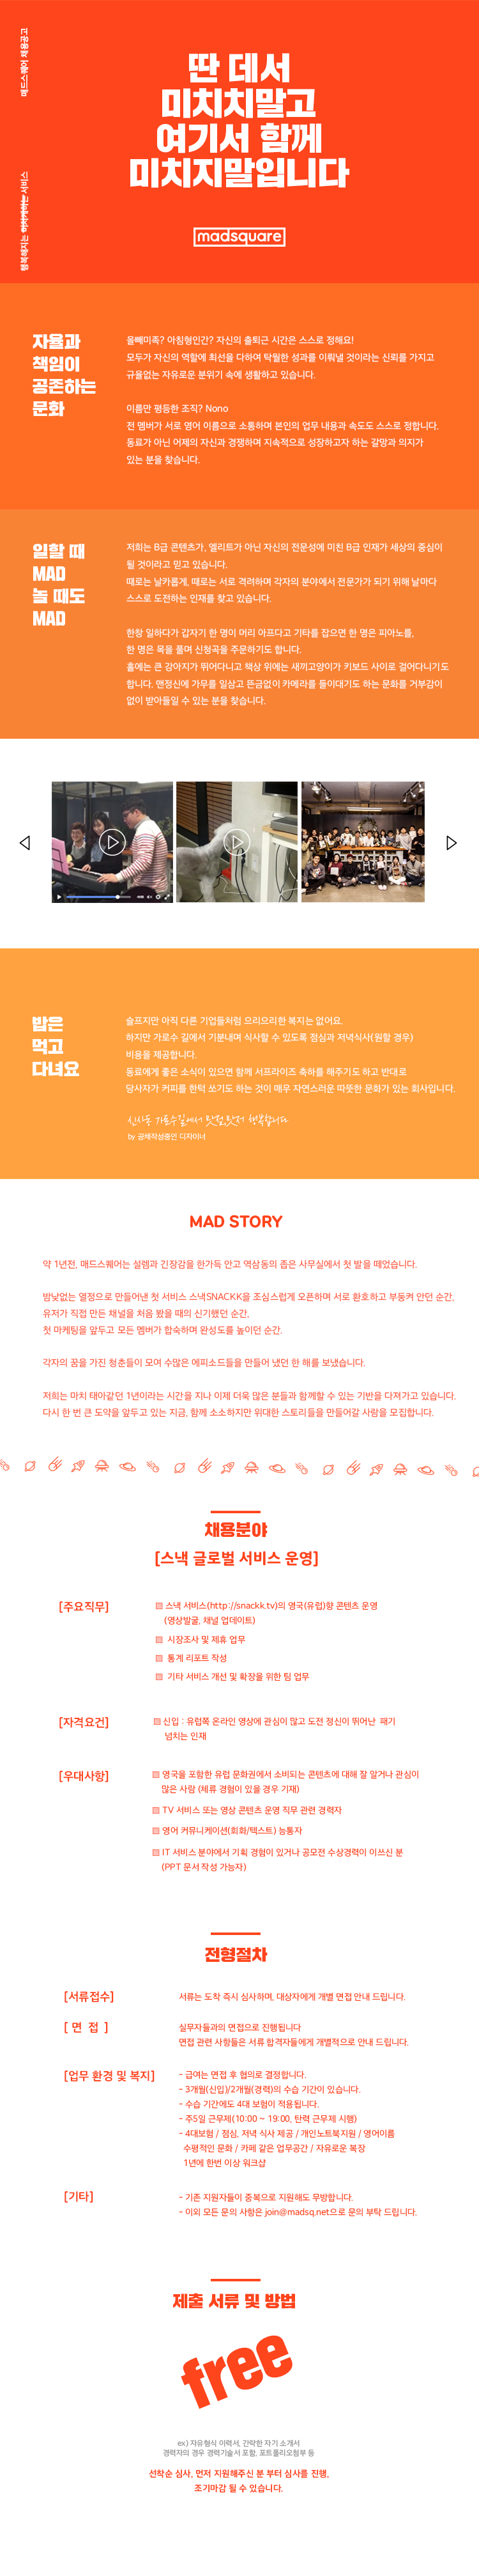 매드스퀘어 채용공고
행복해지는 미치게하는 서비스
딴 데서
미치치말고
여기서 함께
미치지말입니다
madsquare
자율과
책임이
공존하는
문화
올빼미족? 아침형인간? 자신의 출퇴근 시간은 스스로 정해요!
모두가 자신의 역할에 최선을 다하여 탁월한 성과를 이뤄낼 것이라는 신뢰를 가지고
규율없는 자유로운 분위기 속에 생활하고 있습니다.
이름만 평등한 조직? Nono
전 멤버가 서로 영어 이름으로 소통하며 본인의 업무 내용과 속도도 스스로 정합니다.
동료가 아닌 어제의 자신과 경쟁하며 지속적으로 성장하고자 하는 갈망과 의지가
있는 분을 찾습니다.
일할 때
MAD
놀 때도
MAD
저희는 B급 콘텐츠가, 엘리트가 아닌 자신의 전문성에 미친 B급 인재가 세상의 중심이
될 것이라고 믿고 있습니다.
때로는 날카롭게, 때로는 서로 격려하며 각자의 분야에서 전문가가 되기 위해 날마다
스스로 도전하는 인재를 찾고 있습니다.
한창 일하다가 갑자기 한 명이 머리 아프다고 기타를 잡으면 한 명은 피아노를,
한 명은 목을 풀며 신청곡을 주문하기도 합니다.
홀에는 큰 강아지가 뛰어다니고 책상 위에는 새끼고양이가 키보드 사이로 걸어다니기도
합니다. 맨정신에 가무를 일삼고 뜬금없이 카메라를 들이대기도 하는 문화를 거부감이
없이 받아들일 수 있는 분을 찾습니다.
밥은
먹고
다녀요
슬프지만 아직 다른 기업들처럼 으리으리한 복지는 없어요.
하지만 가로수 길에서 기분내며 식사할 수 있도록 점심과 저녁식사(원할 경우)
비용을 제공합니다.
동료에게 좋은 소식이 있으면 함께 서프라이즈 축하를 해주기도 하고 반대로
당사자가 커피를 한턱 쏘기도 하는 것이 매우 자연스러운 따뜻한 문화가 있는 회사입니다.
신사동 가로수길에서 맛점,맛저 행복합니다
by 공채작성중인 디자이너
MAD STORY
약 1년전, 매드스퀘어는 설렘과 긴장감을 한가득 안고 역삼동의 좁은 사무실에서 첫 발을 떼었습니다.
밤낮없는 열정으로 만들어낸 첫 서비스 스낵SNACKK을 조심스럽게 오픈하며 서로 환호하고 부둥켜 안던 순간,
유저가 직접 만든 채널을 처음 봤을 때의 신기했던 순간,
첫 마케팅을 앞두고 모든 멤버가 합숙하며 완성도를 높이던 순간.
각자의 꿈을 가진 청춘들이 모여 수많은 에피소드들을 만들어 냈던 한 해를 보냈습니다.
저희는 마치 태아같던 1년이라는 시간을 지나 이제 더욱 많은 분들과 함께할 수 있는 기반을 다져가고 있습니다.
다시 한 번 큰 도약을 앞두고 있는 지금, 함께 소소하지만 위대한 스토리들을 만들어갈 사람을 모집합니다.
채용분야
[스낵 글로벌 서비스 운영]
[주요직무]
▨ 스낵 서비스(http://snackk.tv)의 영국(유럽)향 콘텐츠 운영
(영상발굴, 채널 업데이트)
▨ 시장조사 및 제휴 업무
▨ 통계 리포트 작성
▨ 기타 서비스 개선 및 확장을 위한 팀 업무
[자격요건]
▨ 신입 : 유럽쪽 온라인 영상에 관심이 많고 도전 정신이 뛰어난 패기
넘치는 인재
[우대사항]
▨ 영국을 포함한 유럽 문화권에서 소비되는 콘텐츠에 대해 잘 알거나 관심이
많은 사람 (체류 경험이 있을 경우 기재)
▨ TV 서비스 또는 영상 콘텐츠 운영 직무 관련 경력자
▨ 영어 커뮤니케이션(회화/텍스트) 능통자
▨ IT 서비스 분야에서 기획 경험이 있거나 공모전 수상경력이 이쓰신 분
(PPT 문서 작성 가능자)
전형절차
[서류접수]
서류는 도착 즉시 심사하며, 대상자에게 개별 면접 안내 드립니다.
[ 면 접 ]
실무자들과의 면접으로 진행됩니다
면접 관련 사항들은 서류 합격자들에게 개별적으로 안내 드립니다.
[업무 환경 및 복지]
- 급여는 면접 후 협의로 결정합니다.
- 3개월(신입)/2개월(경력)의 수습 기간이 있습니다.
- 수습 기간에도 4대 보험이 적용됩니다.
- 주5일 근무제(10:00 ~ 19:00, 탄력 근무제 시행)
- 4대보험 / 점심, 저녁 식사 제공 / 개인노트북지원 / 영어이름
수평적인 문화 / 카페 같은 업무공간 / 자유로운 복장
1년에 한번 이상 워크샵
[기타]
- 기존 지원자들이 중복으로 지원해도 무방합니다.
- 이외 모든 문의 사항은 join@madsq.net으로 문의 부탁 드립니다.
제출 서류 및 방법
free
ex) 자유형식 이력서, 간략한 자기 소개서
경력자의 경우 경력기술서 포함, 포트폴리오첨부 등
선착순 심사, 먼저 지원해주신 분 부터 심사를 진행,
조기마감 될 수 있습니다.